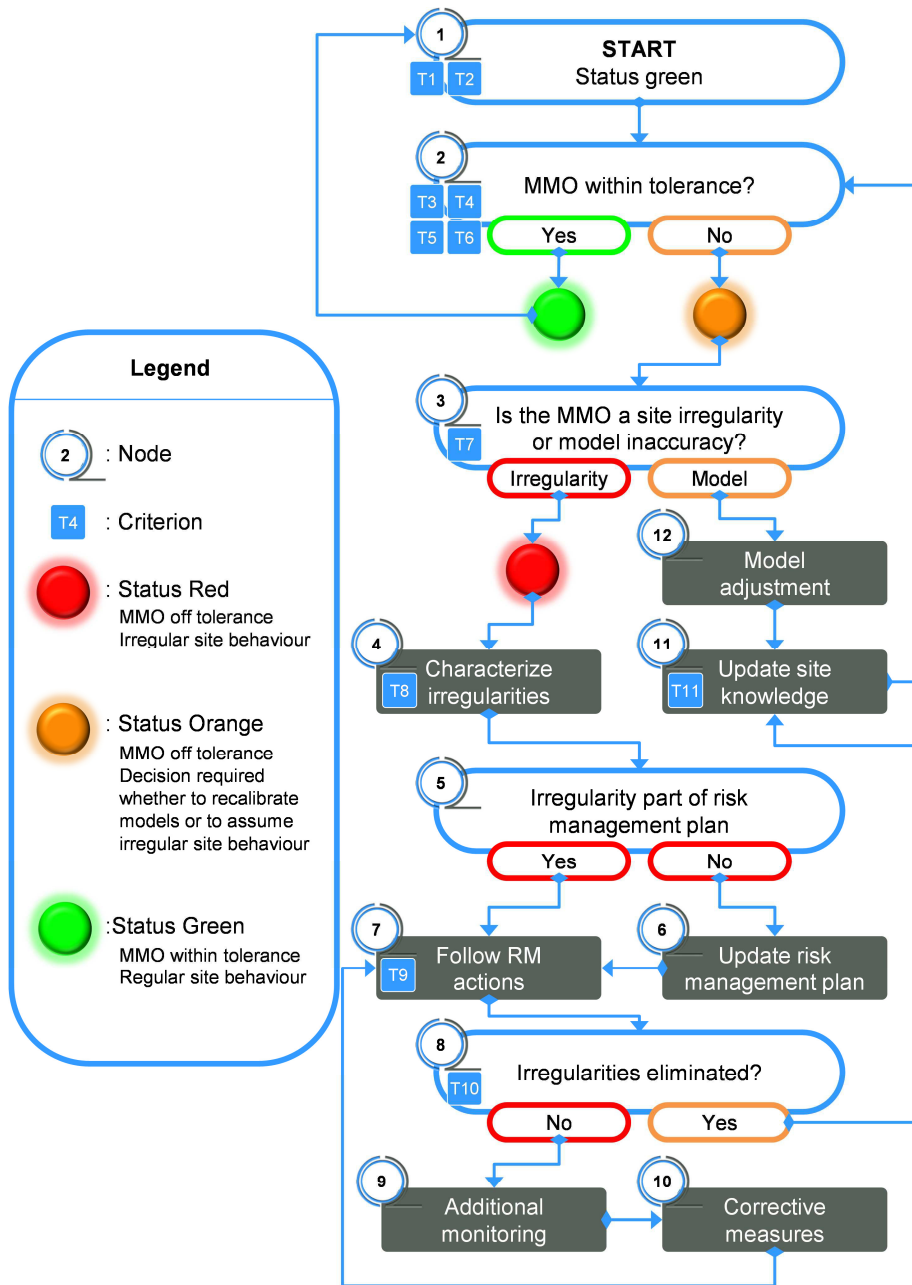 1
START
Status green
T1 T2
2
MMO within tolerance?
T3 T4
T5 T6
Yes
No
3
Is the MMO a site irregularity
or model inaccuracy?
T7
Irregularity
Model
12
Model
adjustment
4
Characterize
irregularities
T8
11
Update site
knowledge
T11
5
Irregularity part of risk
management plan
Yes
No
7
Follow RM
actions
T9
6
Update risk
management plan
8
Irregularities eliminated?
T10
No
Yes
9
Additional
monitoring
10
Corrective
measures
Legend
2 : Node
T4 : Criterion
: Status Red
MMO off tolerance
Irregular site behaviour
: Status Orange
MMO off tolerance
Decision required
whether to recalibrate
models or to assume
irregular site behaviour
:Status Green
MMO within tolerance
Regular site behaviour